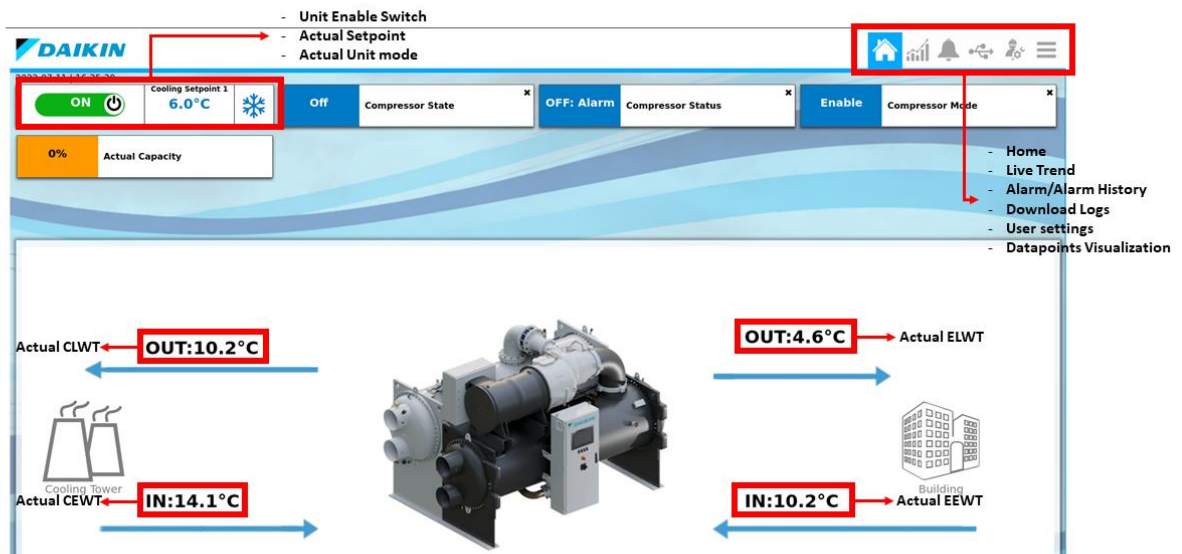 - Unit Enable Switch
- Actual Setpoint
- Actual Unit mode
DAIKIN
ON
Cooling Setpoint 1
6.0°C
Off
Compressor State
×
OFF: Alarm
Compressor Status
×
Enable
Compressor Mode
×
0%
Actual Capacity
- Home
- Live Trend
- Alarm/Alarm History
- Download Logs
- User settings
- Datapoints Visualization
Actual CLWT
OUT:10.2°C
OUT:4.6°C
Actual ELWT
DAIKIN
Cooling Tower
Building
Actual CEWT
IN:14.1°C
IN:10.2°C
Actual EEWT